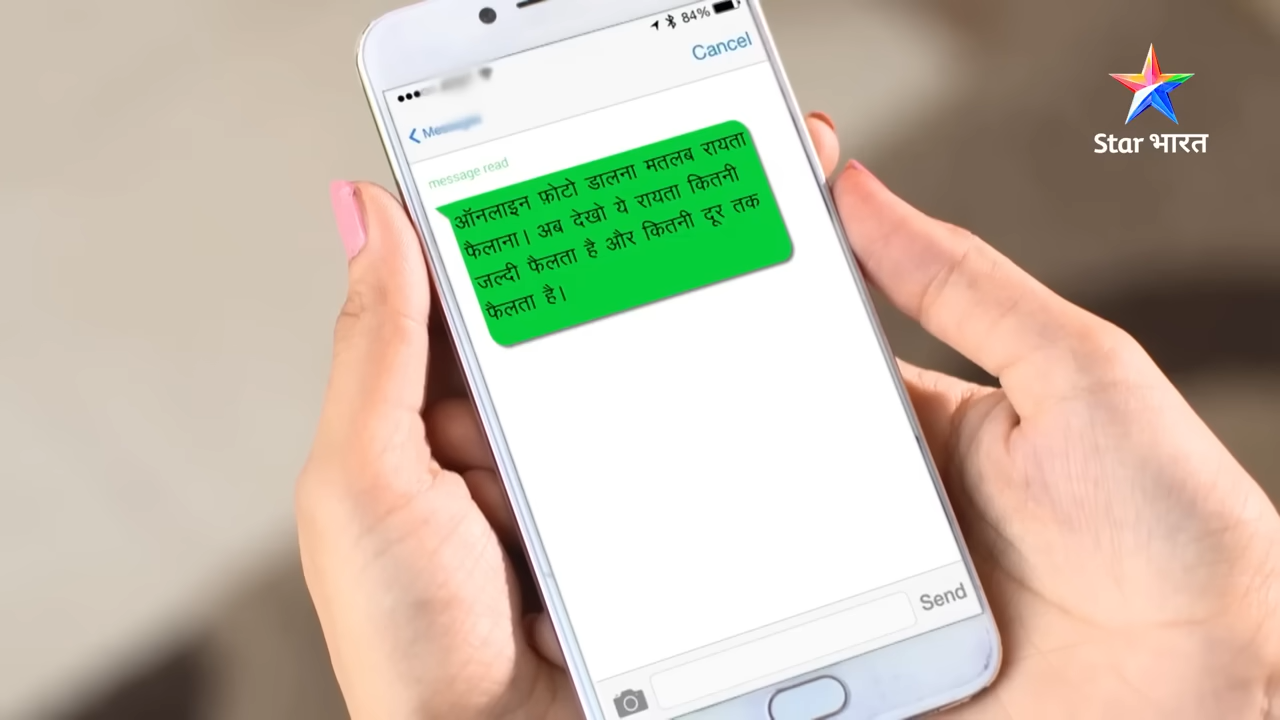 84%
Cancel
Messages
message read
ऑनलाइन फ़ोटो डालना मतलब रायता
फैलाना। अब देखो ये रायता कितनी
जल्दी फैलता है और कितनी दूर तक
फैलता है।
Send
Star भारत